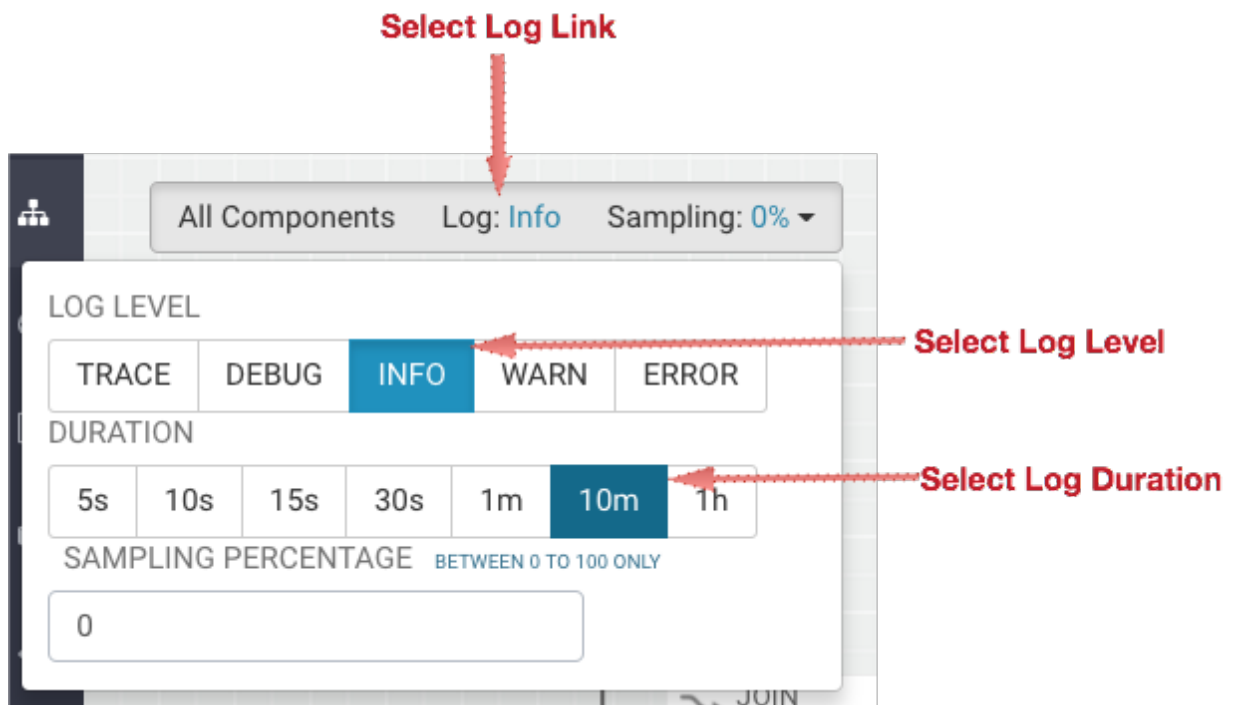 Select Log Link
All Components Log: Info Sampling: 0%
LOG LEVEL
TRACE DEBUG INFO WARN ERROR
Select Log Level
DURATION
5s 10s 15s 30s 1m 10m 1h
Select Log Duration
SAMPLING PERCENTAGE BETWEEN 0 TO 100 ONLY
0
JOIN